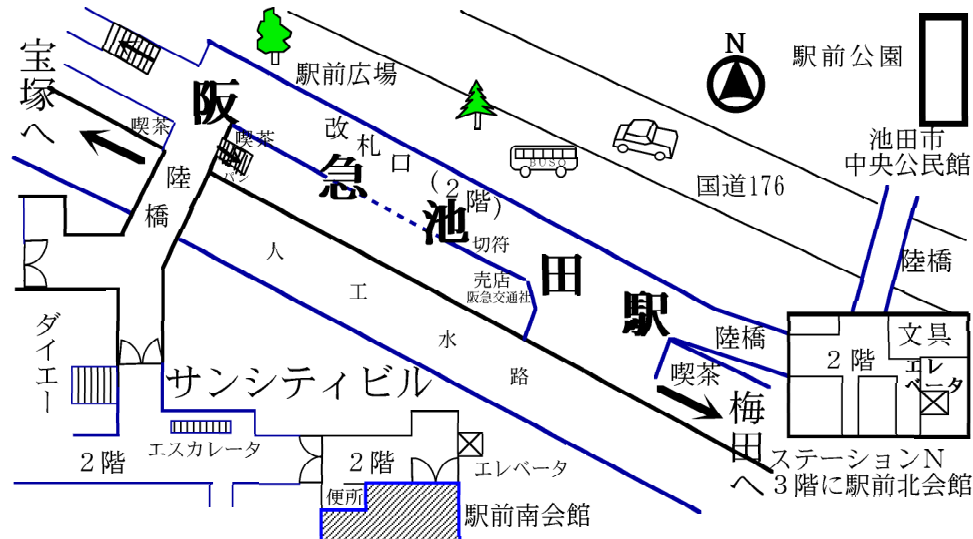 宝塚へ
喫茶
陸橋
阪急池田駅
駅前広場
喫茶
パン
改札口
(2階)
切符
売店
阪急交通社
N
駅前公園
池田市
中央公民館
国道176
陸橋
陸橋
喫茶
梅田へ
2階
文具
エレ
ベータ
ステーションN
3階に駅前北会館
人工水路
ダイエー
サンシティビル
エスカレータ
2階
2階
エレベータ
便所
駅前南会館